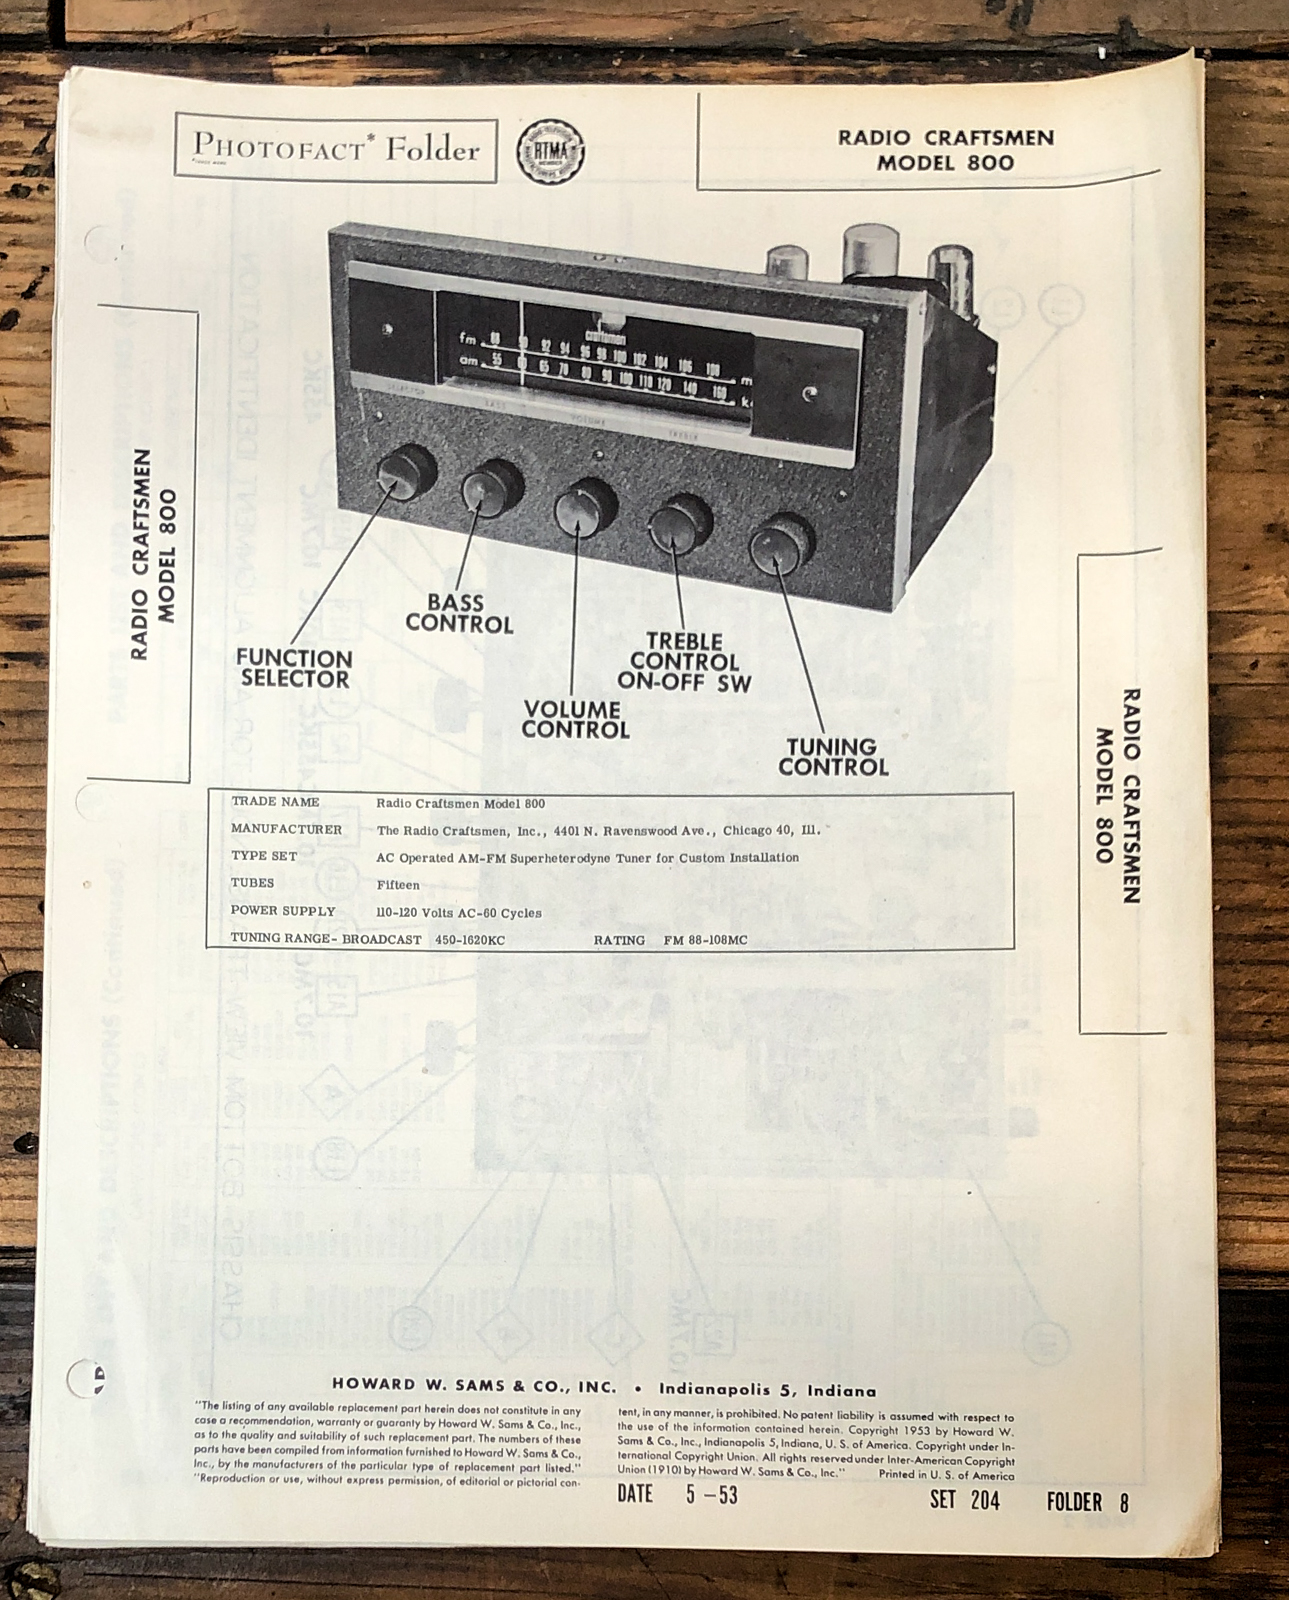 PHOTOFACT* Folder
*TRADE MARK
RTMA
MEMBER
RADIO CRAFTSMEN
MODEL 800
RADIO CRAFTSMEN
MODEL 800
craftsmen
fm 88 90 92 94 96 98 100 102 104 106 108 m
am 55 60 65 70 80 90 100 110 120 140 160 k
SELECTOR
BASS
VOLUME
TREBLE
FUNCTION
SELECTOR
BASS
CONTROL
VOLUME
CONTROL
TREBLE
CONTROL
ON-OFF SW
TUNING
CONTROL
RADIO CRAFTSMEN
MODEL 800
TRADE NAME Radio Craftsmen Model 800
MANUFACTURER The Radio Craftsmen, Inc., 4401 N. Ravenswood Ave., Chicago 40, Ill.
TYPE SET AC Operated AM-FM Superheterodyne Tuner for Custom Installation
TUBES Fifteen
POWER SUPPLY 110-120 Volts AC-60 Cycles
TUNING RANGE- BROADCAST 450-1620KC RATING FM 88-108MC
HOWARD W. SAMS & CO., INC. • Indianapolis 5, Indiana
"The listing of any available replacement part herein does not constitute in any
case a recommendation, warranty or guaranty by Howard W. Sams & Co., Inc.,
as to the quality and suitability of such replacement part. The numbers of these
parts have been compiled from information furnished to Howard W. Sams & Co.,
Inc., by the manufacturers of the particular type of replacement part listed."
"Reproduction or use, without express permission, of editorial or pictorial con-
tent, in any manner, is prohibited. No patent liability is assumed with respect to
the use of the information contained herein. Copyright 1953 by Howard W.
Sams & Co., Inc., Indianapolis 5, Indiana, U. S. of America. Copyright under In-
ternational Copyright Union. All rights reserved under Inter-American Copyright
Union (1910) by Howard W. Sams & Co., Inc." Printed in U. S. of America
DATE 5 -53 SET 204 FOLDER 8